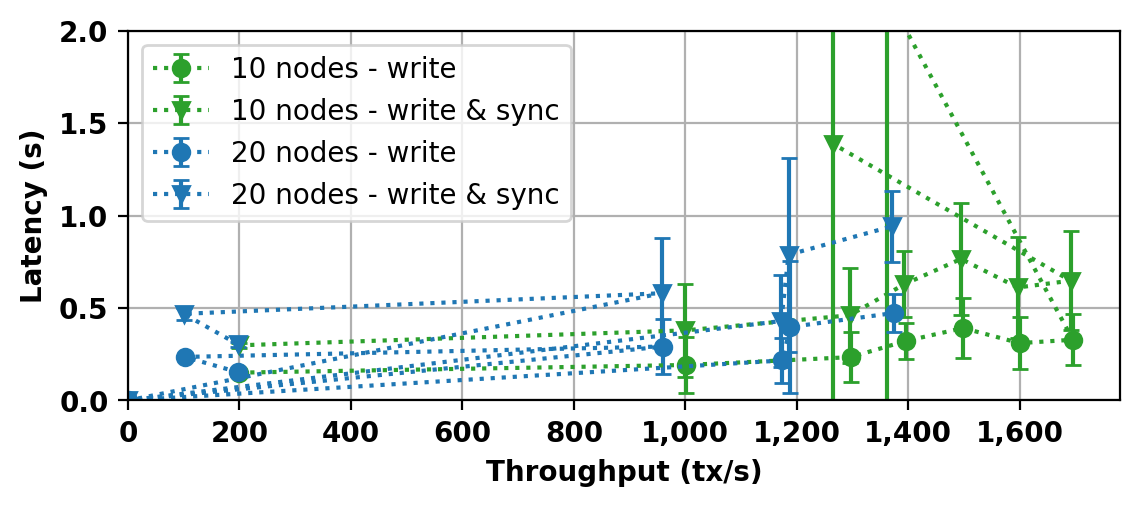 2.0
1.5
1.0
0.5
0.0
Latency (s)
10 nodes - write
10 nodes - write & sync
20 nodes - write
20 nodes - write & sync
0 200 400 600 800 1,000 1,200 1,400 1,600
Throughput (tx/s)